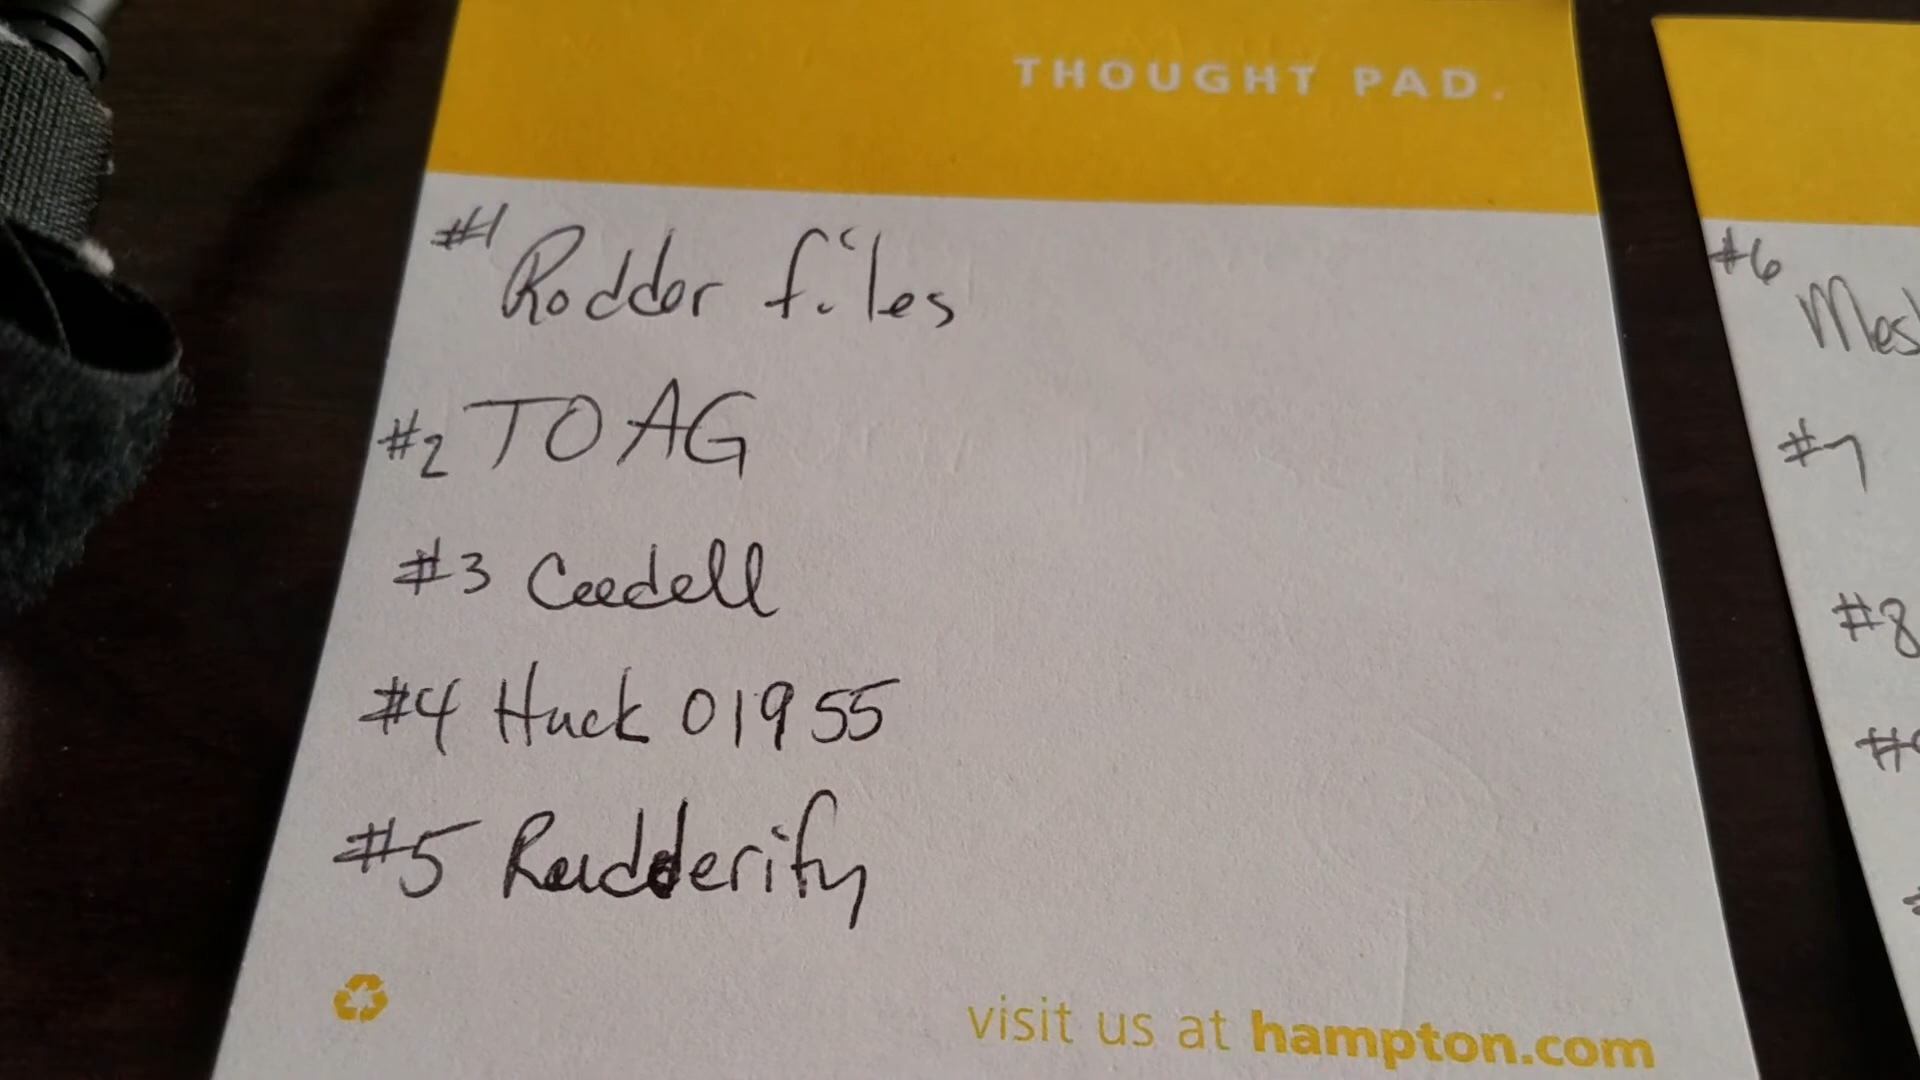 THOUGHT PAD.
#1 Rodder files
#2 TOAG
#3 Ceedell
#4 Huck 01955
#5 Rudderify
visit us at hampton.com
#6
#7
#8